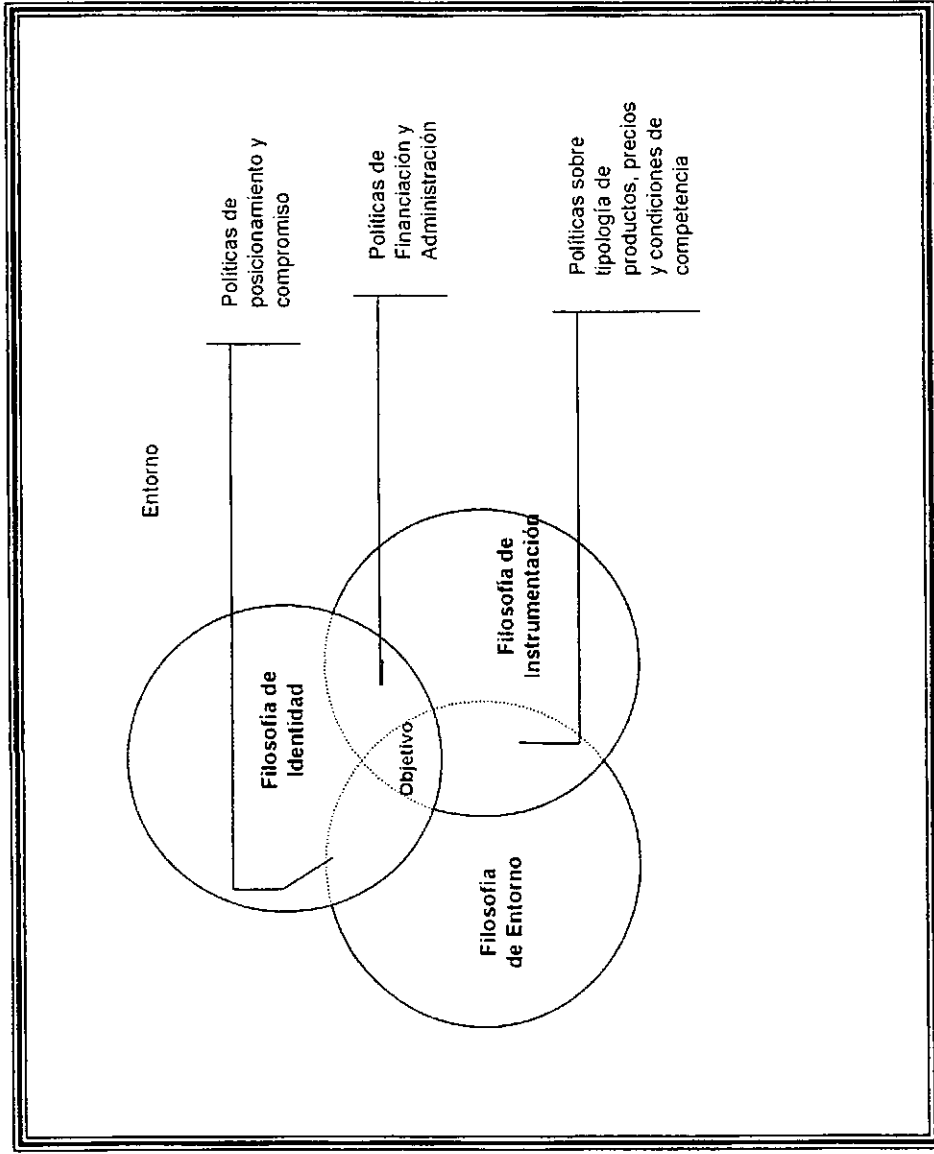 Entorno
Políticas de
posicionamiento y
compromiso
Filosofía de
Identidad
Políticas de
Financiación y
Administración
Objetivo
Filosofía
de Entorno
Filosofía de
Instrumentación
Políticas sobre
tipología de
productos, precios
y condiciones de
competencia